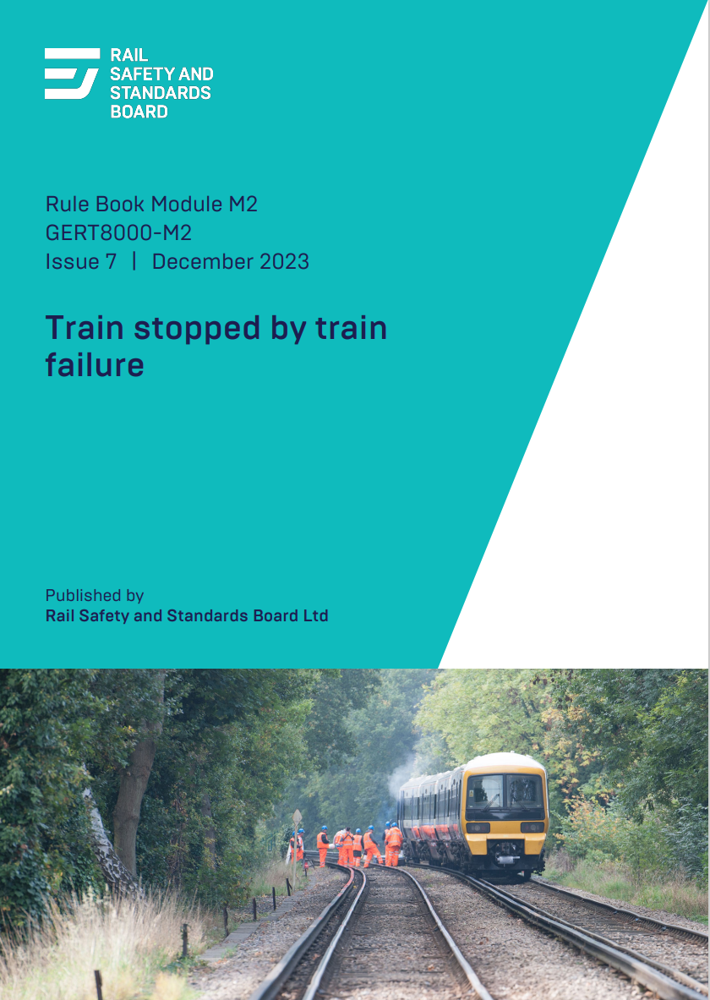 RAIL
SAFETY AND
STANDARDS
BOARD
Rule Book Module M2
GERT8000-M2
Issue 7 | December 2023
Train stopped by train
failure
Published by
Rail Safety and Standards Board Ltd